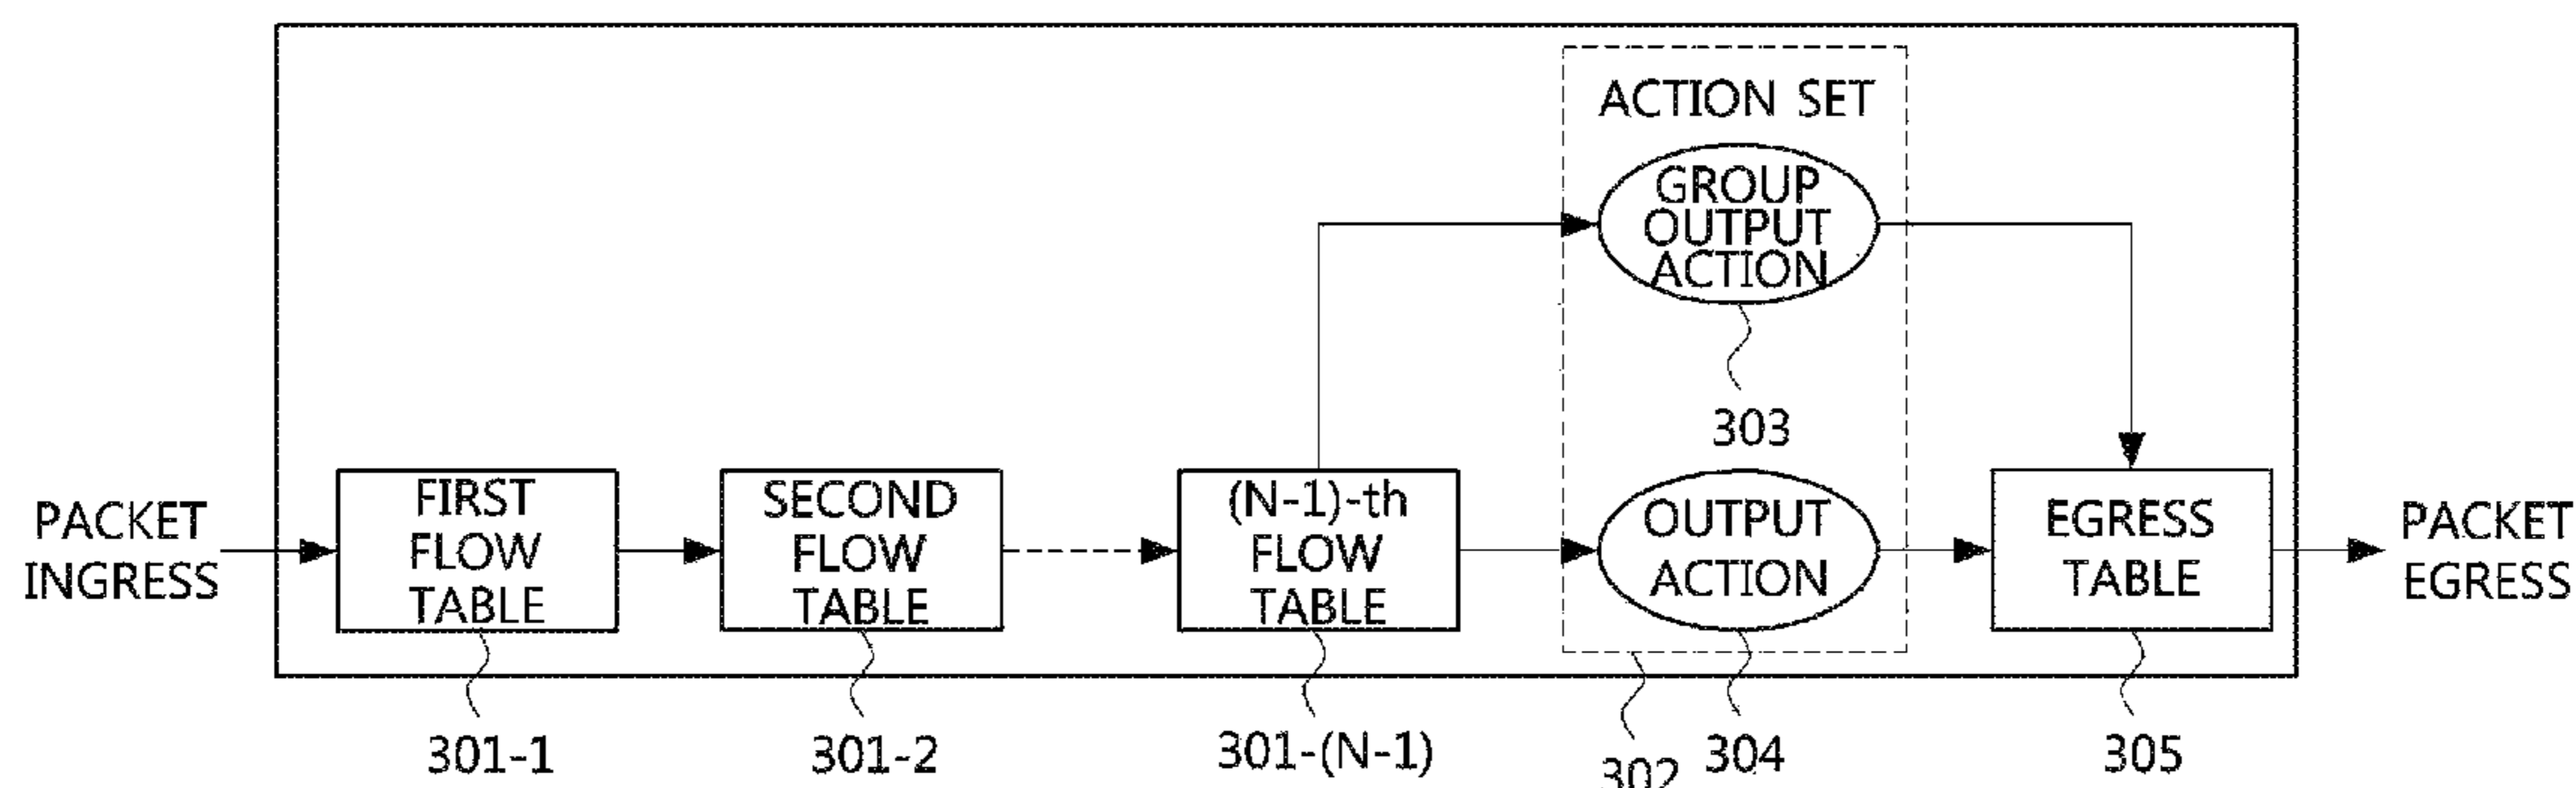 ACTION SET
GROUP
OUTPUT
ACTION
303
PACKET
INGRESS
FIRST
FLOW
TABLE
SECOND
FLOW
TABLE
(N-1)-th
FLOW
TABLE
OUTPUT
ACTION
EGRESS
TABLE
PACKET
EGRESS
301-1
301-2
301-(N-1)
302
304
305